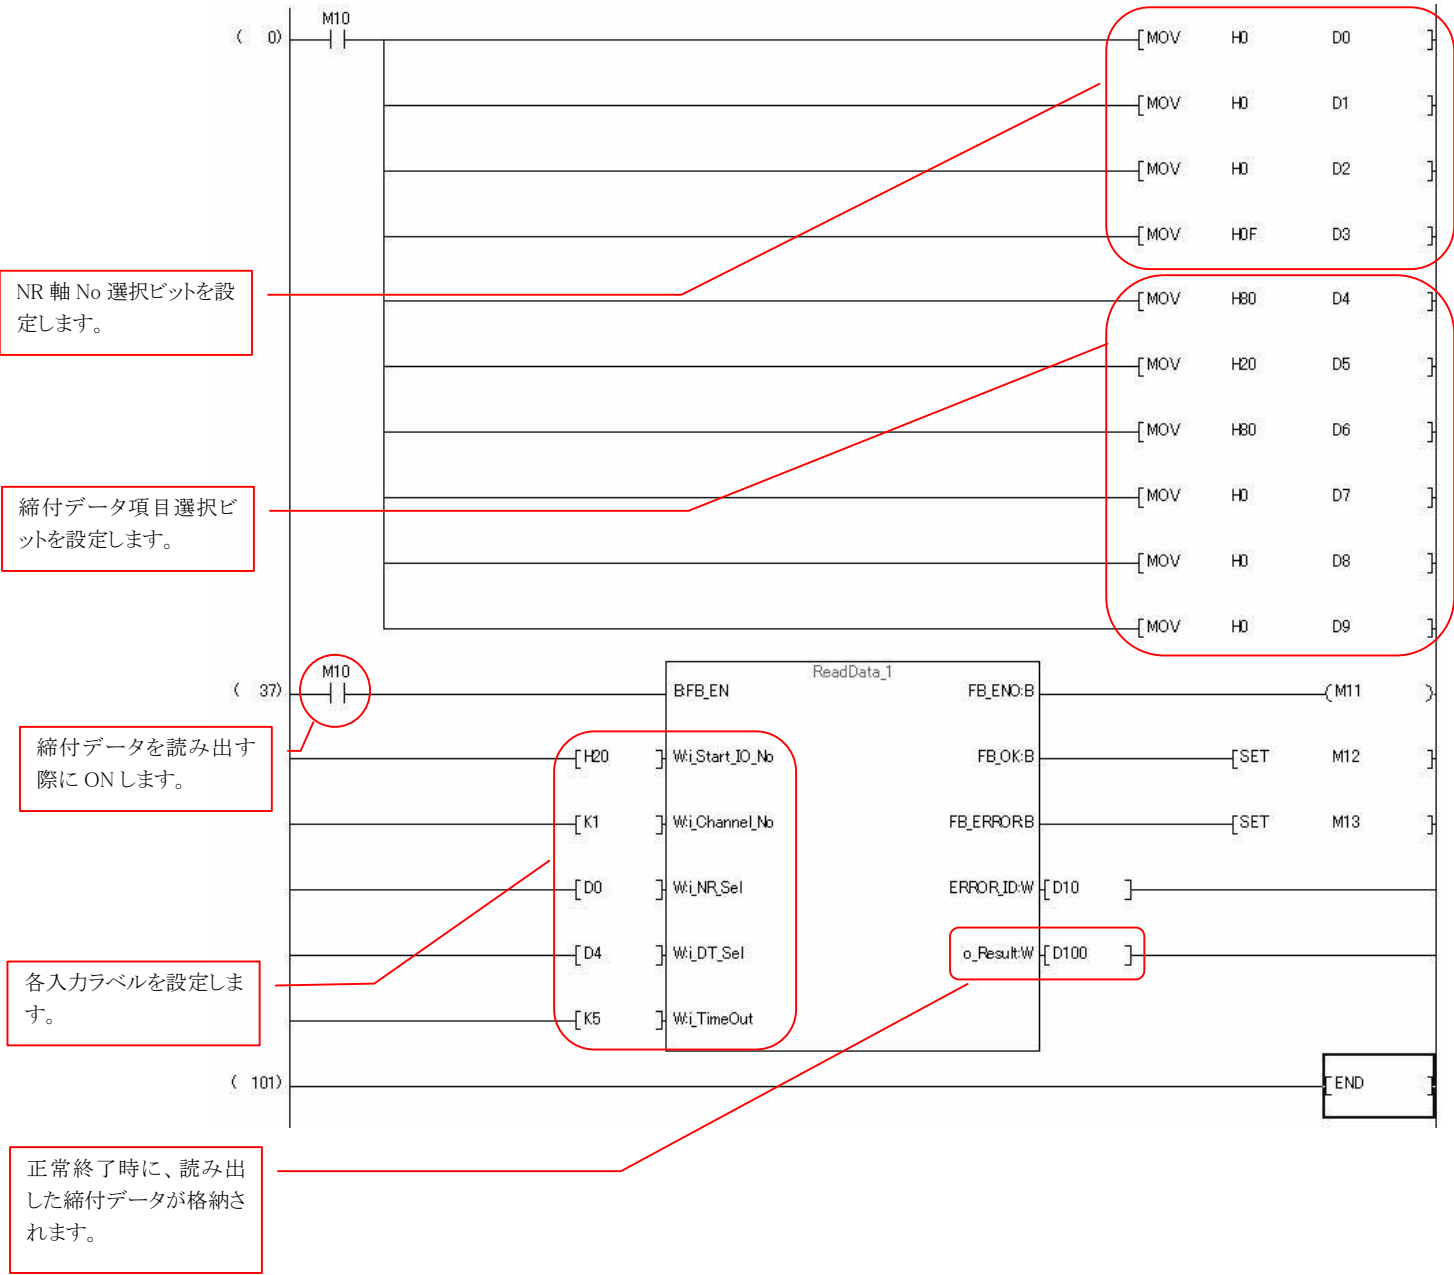 M10
( 0)
[MOV H0 D0 ]
[MOV H0 D1 ]
[MOV H0 D2 ]
[MOV H0F D3 ]
NR 軸 No 選択ビットを設
定します。
[MOV H80 D4 ]
[MOV H20 D5 ]
[MOV H80 D6 ]
締付データ項目選択ビ
ットを設定します。
[MOV H0 D7 ]
[MOV H0 D8 ]
[MOV H0 D9 ]
M10
ReadData_1
( 37)
B:FB_EN
FB_ENO:B
(M11 )
締付データを読み出す
際に ON します。
[H20 ]
W:i_Start_IO_No
FB_OK:B
[SET M12 ]
[K1 ]
W:i_Channel_No
FB_ERROR:B
[SET M13 ]
[D0 ]
W:i_NR_Sel
ERROR_ID:W
[D10 ]
[D4 ]
W:i_DT_Sel
o_Result:W
[D100 ]
各入力ラベルを設定しま
す。
[K5 ]
W:i_TimeOut
( 101)
[END ]
正常終了時に、読み出
した締付データが格納さ
れます。